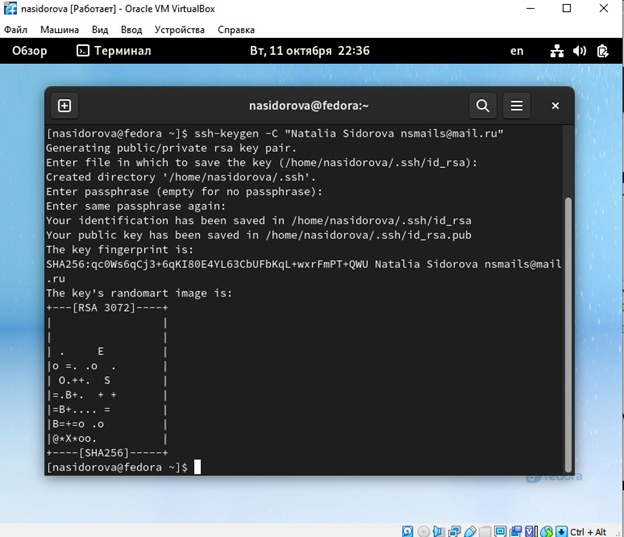 nasidorova [Работает] - Oracle VM VirtualBox
Файл Машина Вид Ввод Устройства Справка
Обзор Терминал Вт, 11 октября 22:36 en
nasidorova@fedora:~
[nasidorova@fedora ~]$ ssh-keygen -C "Natalia Sidorova nsmails@mail.ru"
Generating public/private rsa key pair.
Enter file in which to save the key (/home/nasidorova/.ssh/id_rsa):
Created directory '/home/nasidorova/.ssh'.
Enter passphrase (empty for no passphrase):
Enter same passphrase again:
Your identification has been saved in /home/nasidorova/.ssh/id_rsa
Your public key has been saved in /home/nasidorova/.ssh/id_rsa.pub
The key fingerprint is:
SHA256:qc0Ws6qCj3+6qKI80E4YL63CbUFbKqL+wxrFmPT+QWU Natalia Sidorova nsmails@mail
.ru
The key's randomart image is:
+---[RSA 3072]----+
|                 |
|                 |
| .     E         |
|o =. .o  .       |
| O.++.  S        |
|=.B+.  + +       |
|=B+.... =        |
|B=+=o .o         |
|@*X*oo.          |
+----[SHA256]-----+
[nasidorova@fedora ~]$
fedora
Ctrl + Alt